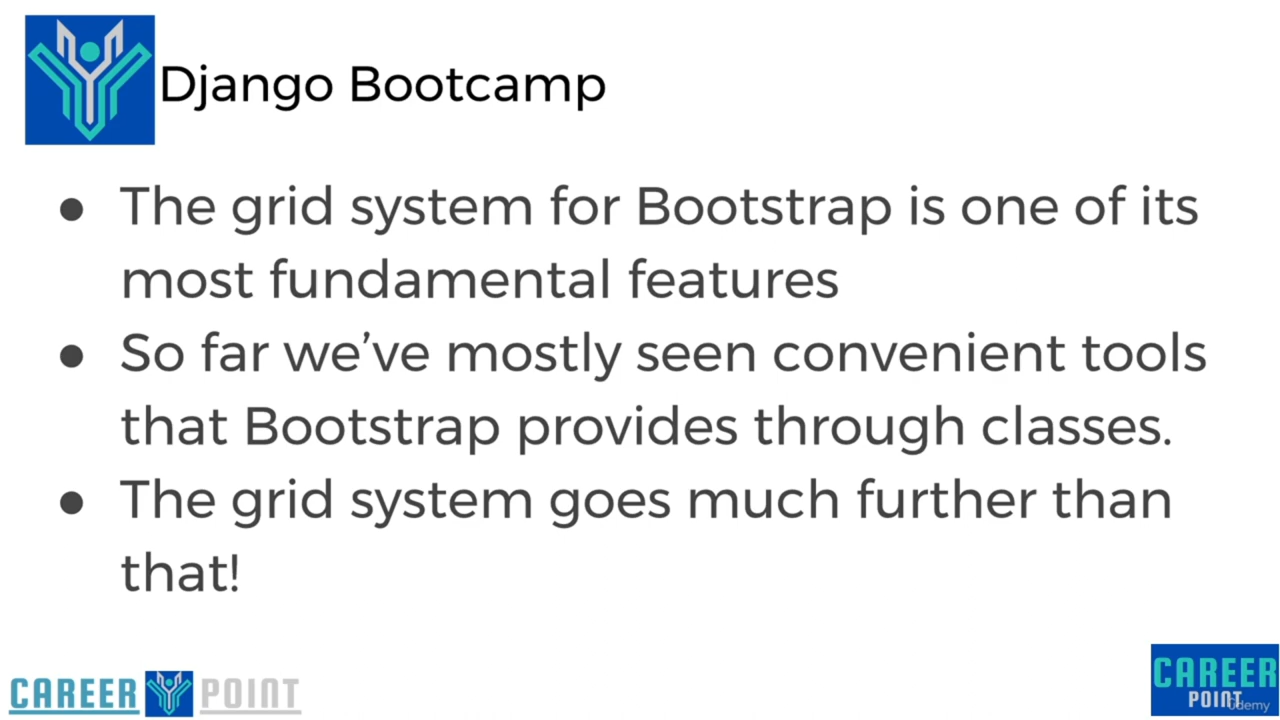 Django Bootcamp
● The grid system for Bootstrap is one of its
most fundamental features
● So far we’ve mostly seen convenient tools
that Bootstrap provides through classes.
● The grid system goes much further than
that!
CAREER POINT
CAREER
POINT
Udemy